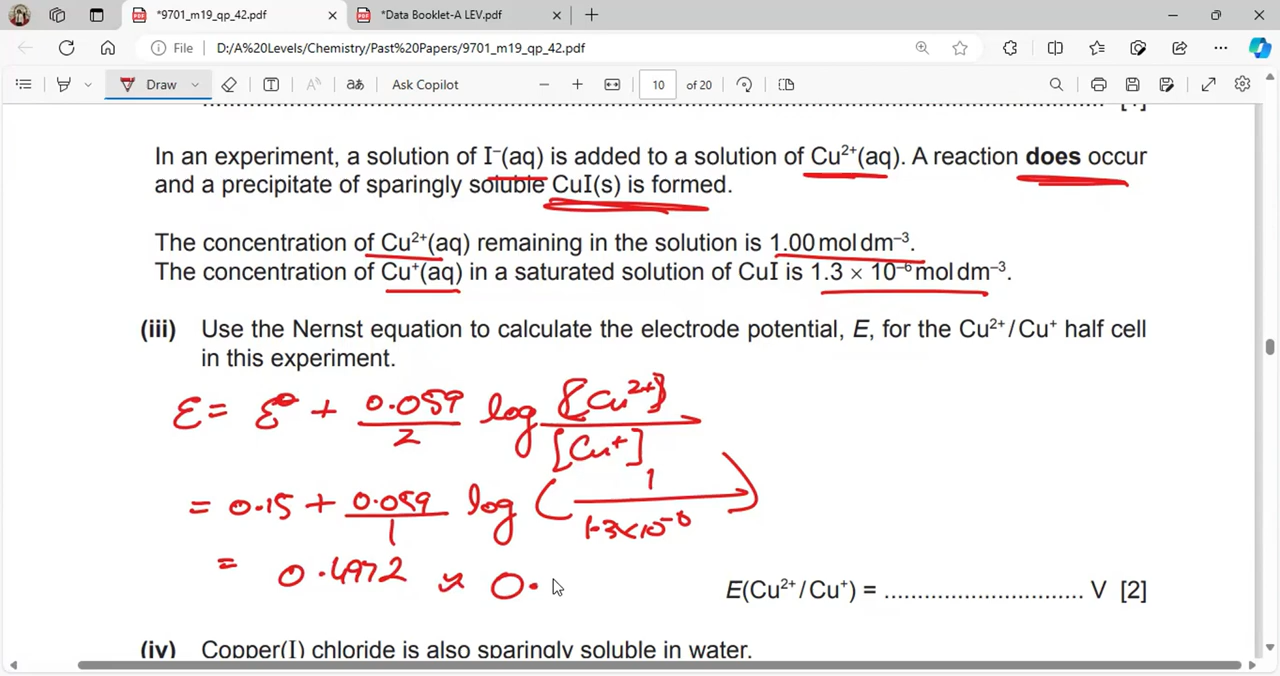 *9701_m19_qp_42.pdf
*Data Booklet-A LEV.pdf
File D:/A%20Levels/Chemistry/Past%20Papers/9701_m19_qp_42.pdf
Draw aあ Ask Copilot 10 of 20
In an experiment, a solution of I⁻(aq) is added to a solution of Cu²⁺(aq). A reaction does occur
and a precipitate of sparingly soluble CuI(s) is formed.
The concentration of Cu²⁺(aq) remaining in the solution is 1.00 mol dm⁻³.
The concentration of Cu⁺(aq) in a saturated solution of CuI is 1.3 × 10⁻⁶ mol dm⁻³.
(iii) Use the Nernst equation to calculate the electrode potential, E, for the Cu²⁺/Cu⁺ half cell
in this experiment.
E = E⦵ + 0.059/z log [Cu²⁺]/[Cu⁺]
= 0.15 + 0.059/1 log (1/1.3×10⁻⁶)
= 0.4972 ≈ 0.
E(Cu²⁺/Cu⁺) = .............................. V [2]
(iv) Copper(I) chloride is also sparingly soluble in water.